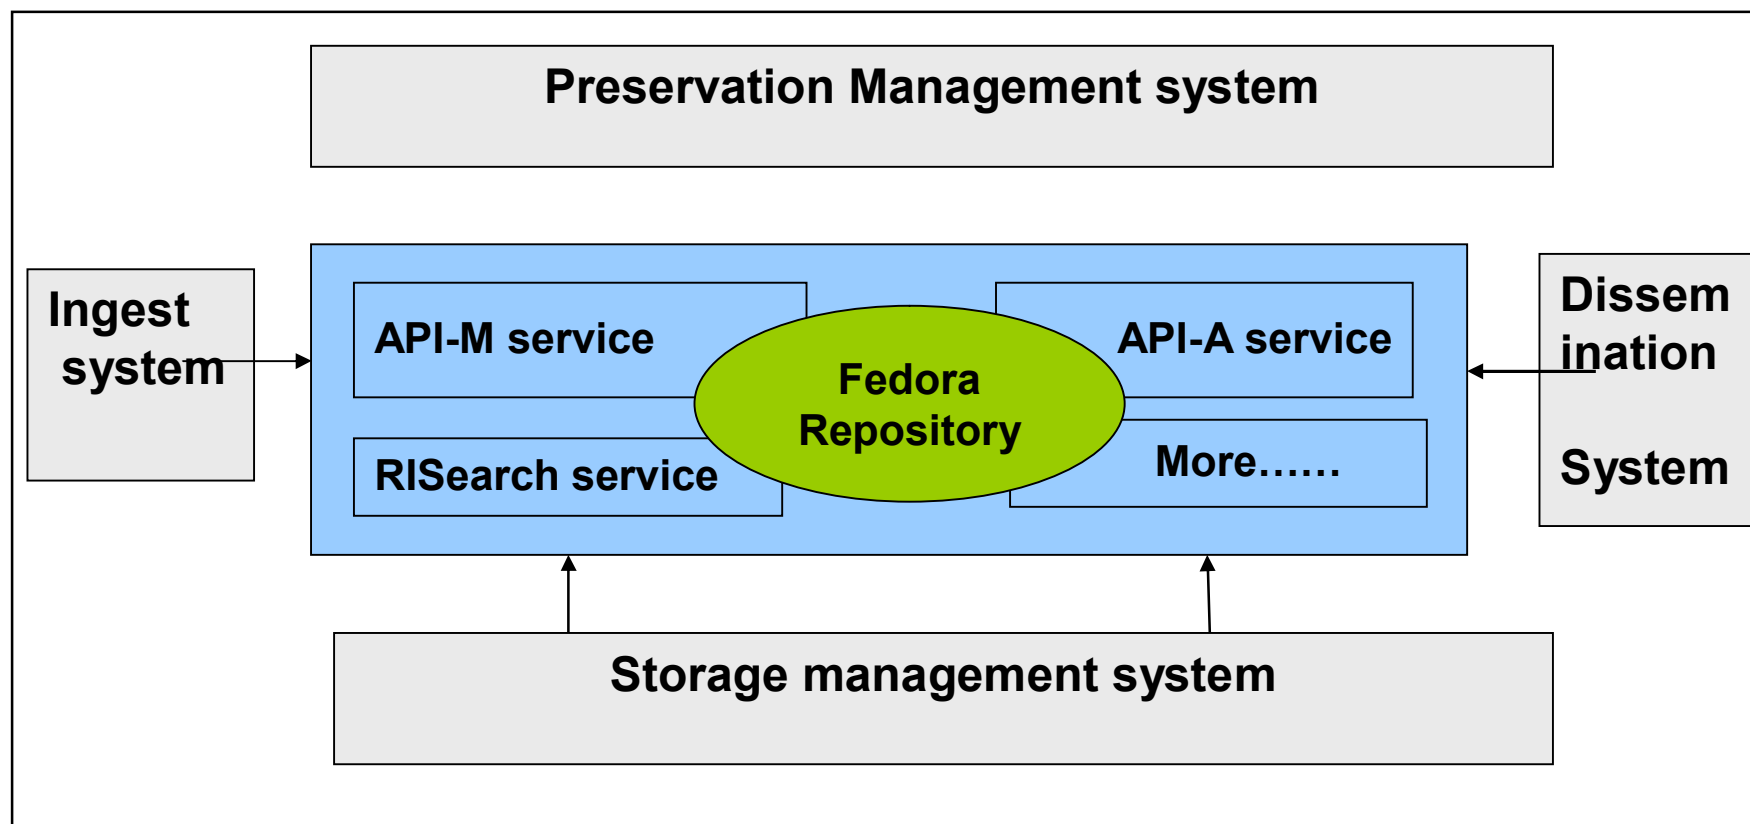 Preservation Management system
Ingest
system
API-M service
API-A service
Fedora
Repository
RISearch service
More......
Dissem
ination
System
Storage management system